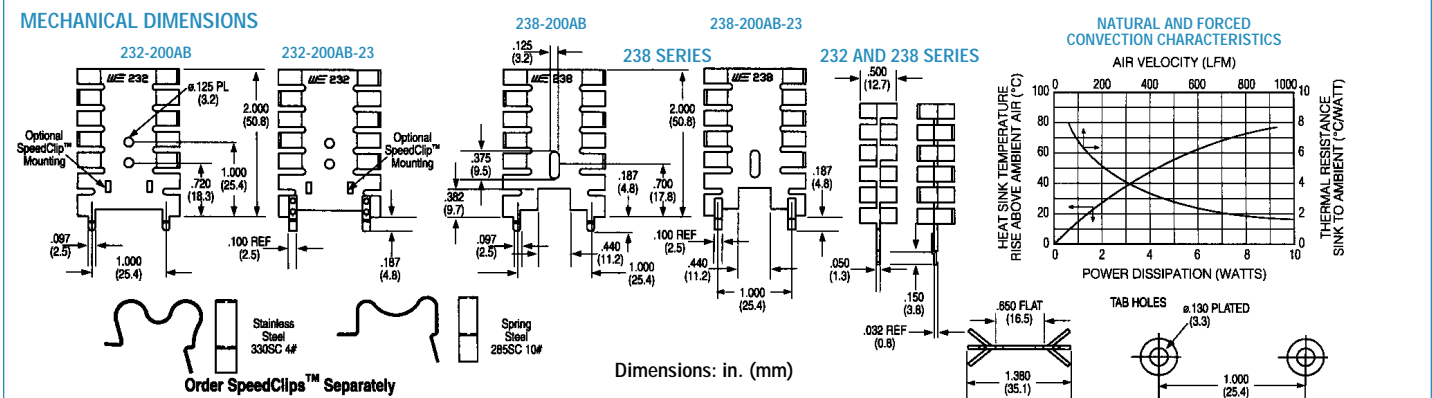 MECHANICAL DIMENSIONS
232-200AB
232-200AB-23
238-200AB
238-200AB-23
238 SERIES
232 AND 238 SERIES
232
ø.125 PL
(3.2)
Optional
SpeedClip™
Mounting
2.000
(50.8)
1.000
(25.4)
.720
(18.3)
.097
(2.5)
1.000
(25.4)
232
Optional
SpeedClip™
Mounting
.100 REF
(2.5)
.187
(4.8)
.125
(3.2)
238
.375
(9.5)
.382
(9.7)
2.000
(50.8)
.187
(4.8)
.700
(17.8)
.097
(2.5)
.440
(11.2)
1.000
(25.4)
238
.187
(4.8)
.100 REF
(2.5)
.440
(11.2)
1.000
(25.4)
.500
(12.7)
.050
(1.3)
.150
(3.8)
.032 REF
(0.8)
NATURAL AND FORCED
CONVECTION CHARACTERISTICS
AIR VELOCITY (LFM)
0 200 400 600 800 1000
HEAT SINK TEMPERATURE
RISE ABOVE AMBIENT AIR (°C)
100
80
60
40
20
0
10
8
6
4
2
0
THERMAL RESISTANCE
SINK TO AMBIENT (°C/WATT)
0 2 4 6 8 10
POWER DISSIPATION (WATTS)
Stainless
Steel
330SC 4#
Spring
Steel
285SC 10#
Order SpeedClips™ Separately
Dimensions: in. (mm)
.650 FLAT
(16.5)
1.380
(35.1)
TAB HOLES
ø.130 PLATED
(3.3)
1.000
(25.4)